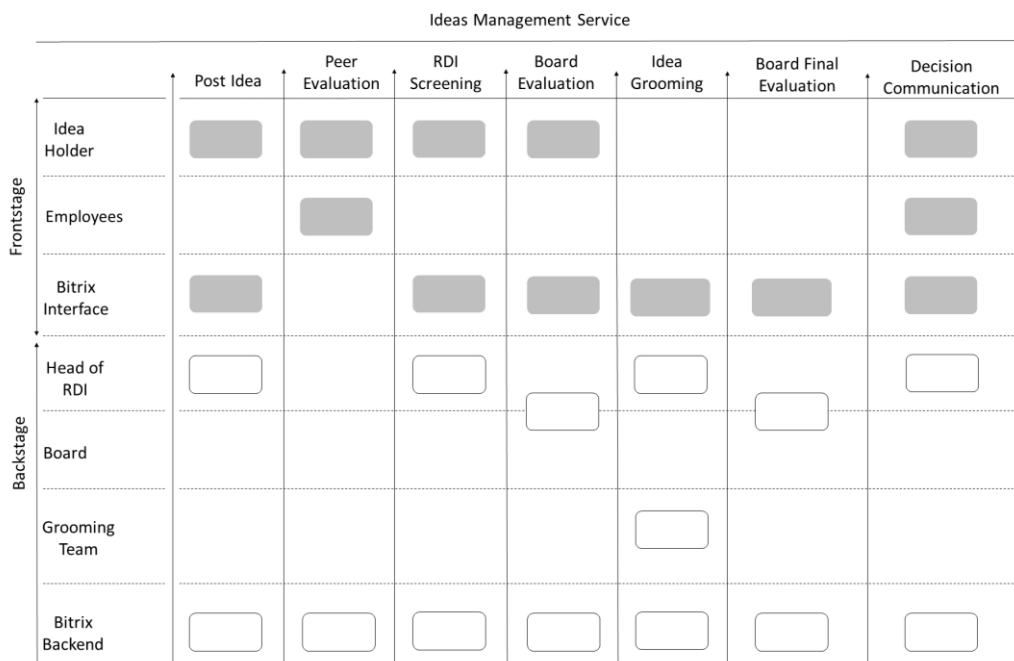 Ideas Management Service
Post Idea
Peer
Evaluation
RDI
Screening
Board
Evaluation
Idea
Grooming
Board Final
Evaluation
Decision
Communication
Frontstage
Idea
Holder
Employees
Bitrix
Interface
Backstage
Head of
RDI
Board
Grooming
Team
Bitrix
Backend